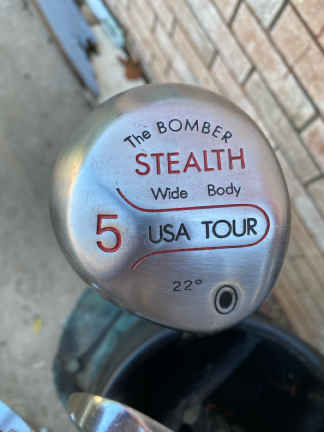 The BOMBER
STEALTH
Wide Body
5 USA TOUR
22°